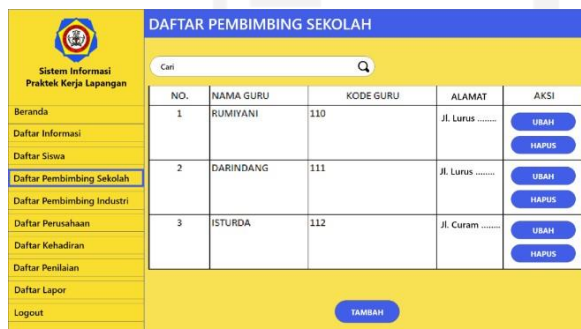 DAFTAR PEMBIMBING SEKOLAH
Sistem Informasi
Praktek Kerja Lapangan
Beranda
Daftar Informasi
Daftar Siswa
Daftar Pembimbing Sekolah
Daftar Pembimbing Industri
Daftar Perusahaan
Daftar Kehadiran
Daftar Penilaian
Daftar Lapor
Logout
Cari
NO. NAMA GURU KODE GURU ALAMAT AKSI
1 RUMIYANI 110 Jl. Lurus ........ UBAH
HAPUS
2 DARINDANG 111 Jl. Lurus ........ UBAH
HAPUS
3 ISTURDA 112 Jl. Curam ........ UBAH
HAPUS
TAMBAH